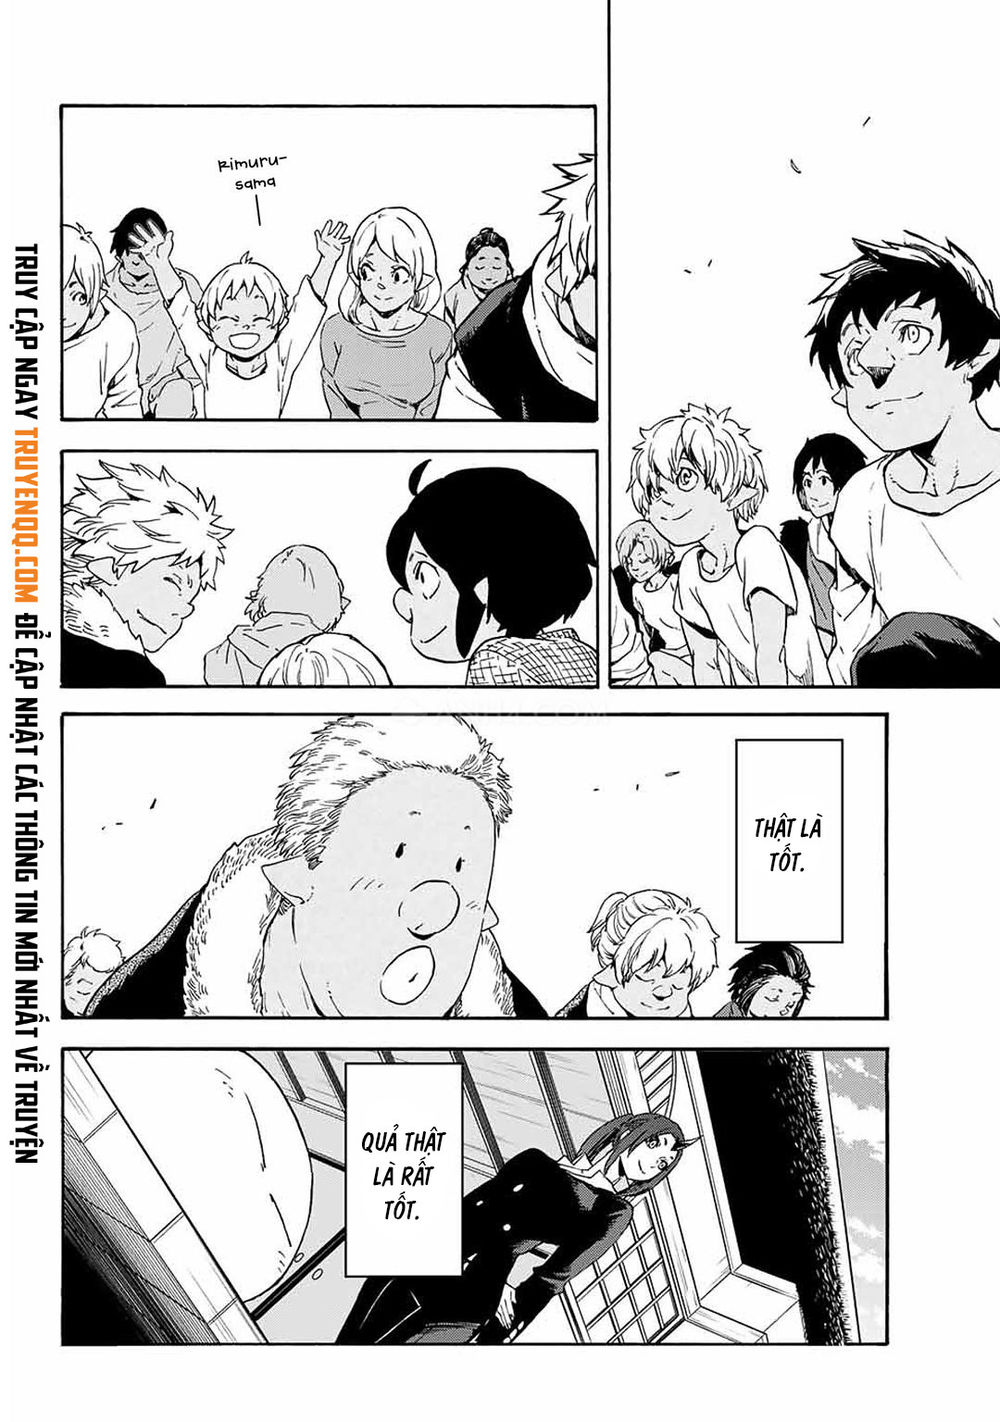 Rimuru-
sama
THẬT LÀ
TỐT.
QUẢ THẬT
LÀ RẤT
TỐT.
TRUY CẬP NGAY TRUYENQQ.COM ĐỂ CẬP NHẬT CÁC THÔNG TIN MỚI NHẤT VỀ TRUYỆN